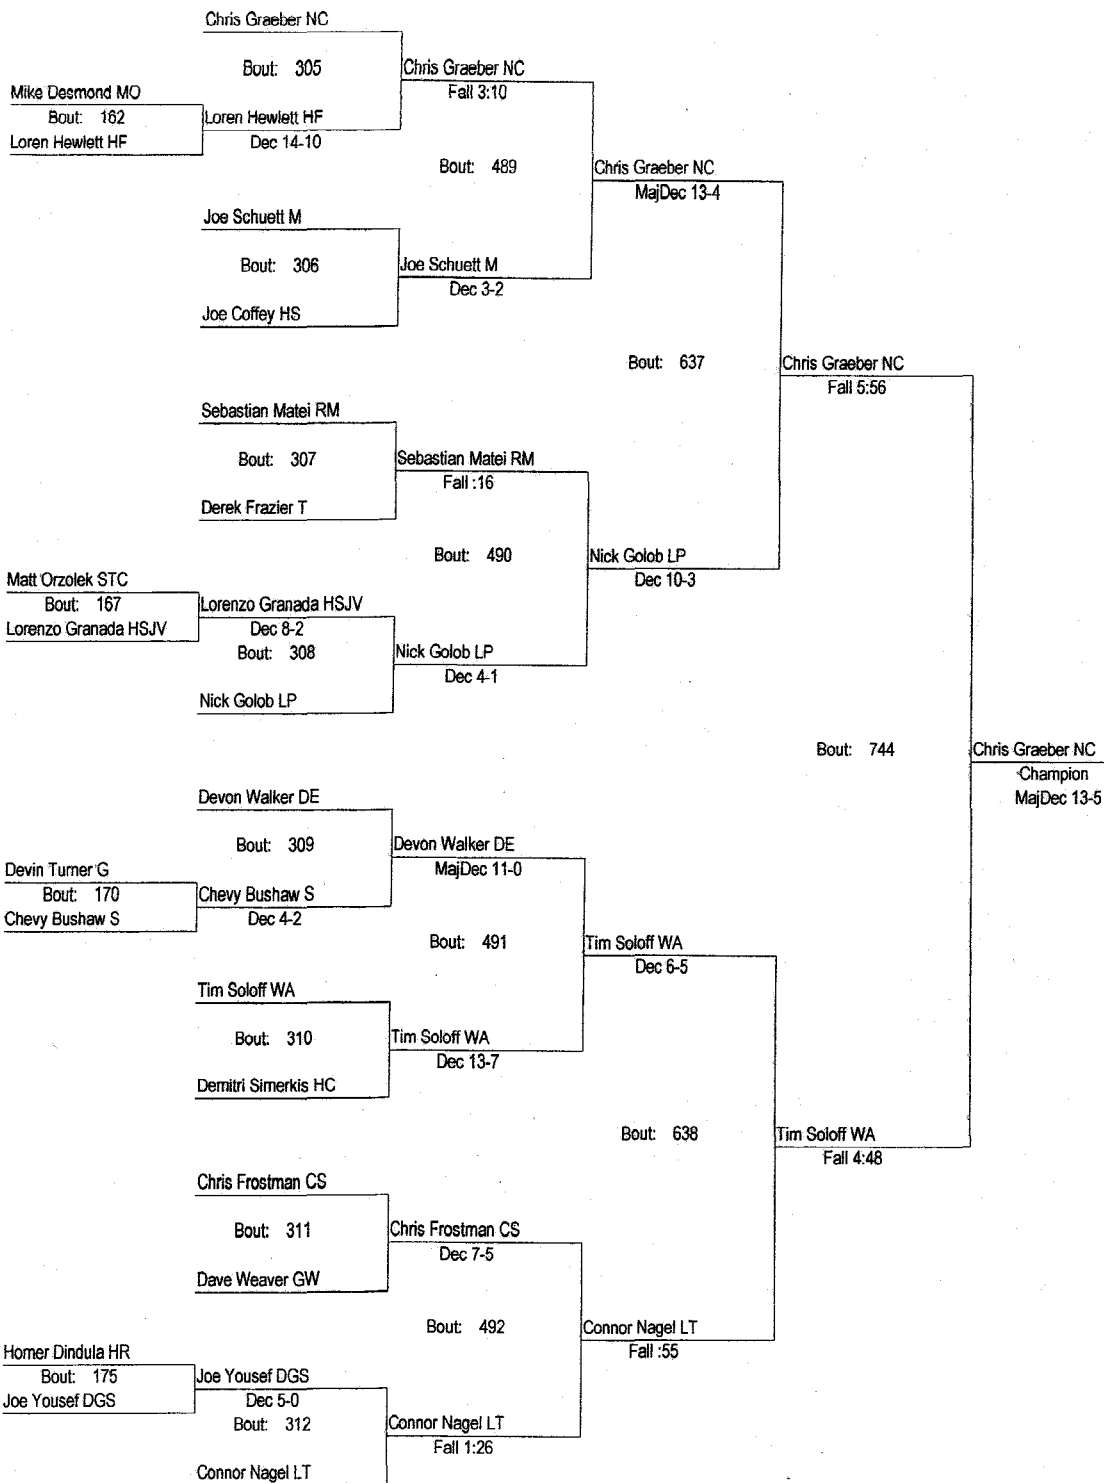 Chris Graeber NC
Bout: 305
Chris Graeber NC
Fall 3:10
Mike Desmond MO
Bout: 162
Loren Hewlett HF
Loren Hewlett HF
Dec 14-10
Bout: 489
Chris Graeber NC
MajDec 13-4
Joe Schuett M
Bout: 306
Joe Schuett M
Dec 3-2
Joe Coffey HS
Bout: 637
Chris Graeber NC
Fall 5:56
Sebastian Matei RM
Bout: 307
Sebastian Matei RM
Fall :16
Derek Frazier T
Bout: 490
Nick Golob LP
Dec 10-3
Matt Orzolek STC
Bout: 167
Lorenzo Granada HSJV
Lorenzo Granada HSJV
Dec 8-2
Bout: 308
Nick Golob LP
Dec 4-1
Nick Golob LP
Bout: 744
Chris Graeber NC
Champion
MajDec 13-5
Devon Walker DE
Bout: 309
Devon Walker DE
MajDec 11-0
Devin Turner G
Bout: 170
Chevy Bushaw S
Chevy Bushaw S
Dec 4-2
Bout: 491
Tim Soloff WA
Dec 6-5
Tim Soloff WA
Bout: 310
Tim Soloff WA
Dec 13-7
Demitri Simerkis HC
Bout: 638
Tim Soloff WA
Fall 4:48
Chris Frostman CS
Bout: 311
Chris Frostman CS
Dec 7-5
Dave Weaver GW
Bout: 492
Connor Nagel LT
Fall :55
Homer Dindula HR
Bout: 175
Joe Yousef DGS
Joe Yousef DGS
Dec 5-0
Bout: 312
Connor Nagel LT
Fall 1:26
Connor Nagel LT